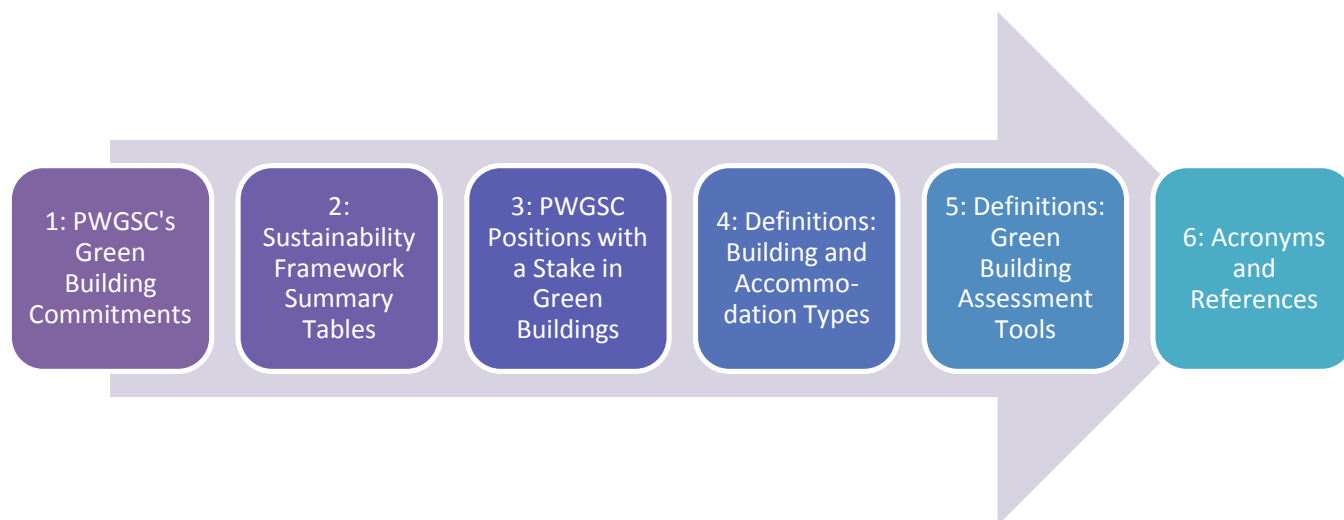 1: PWGSC's
Green
Building
Commitments
2:
Sustainability
Framework
Summary
Tables
3: PWGSC
Positions with
a Stake in
Green
Buildings
4: Definitions:
Building and
Accommo-
dation Types
5: Definitions:
Green
Building
Assessment
Tools
6: Acronyms
and
References